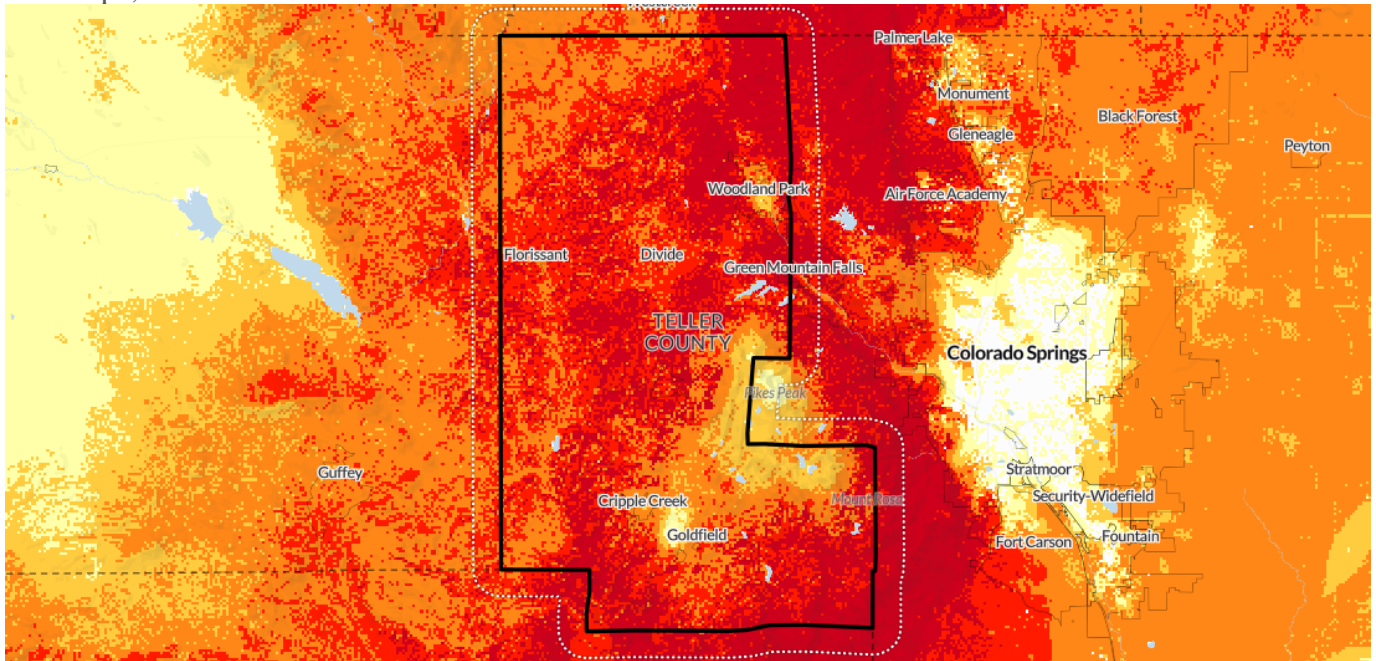 Westcreek
Palmer Lake
Monument
Black Forest
Gleneagle
Peyton
Woodland Park
Air Force Academy
Florissant
Divide
Green Mountain Falls
TELLER
COUNTY
Colorado Springs
Pikes Peak
Guffey
Stratmoor
Cripple Creek
Mount Rosa
Security-Widefield
Goldfield
Fort Carson
Fountain